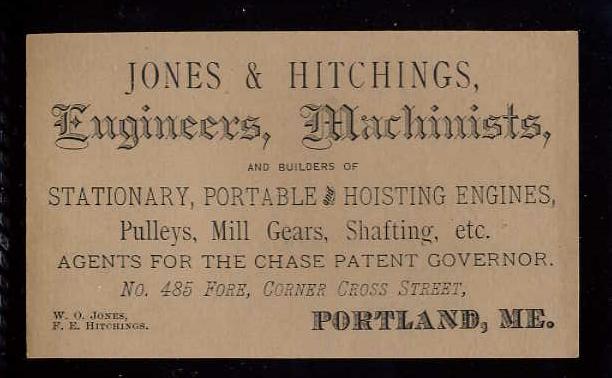 JONES & HITCHINGS,
Engineers, Machinists,
AND BUILDERS OF
STATIONARY, PORTABLE and HOISTING ENGINES,
Pulleys, Mill Gears, Shafting, etc.
AGENTS FOR THE CHASE PATENT GOVERNOR.
No. 485 FORE, CORNER CROSS STREET,
W. O. JONES,
F. E. HITCHINGS.
PORTLAND, ME.